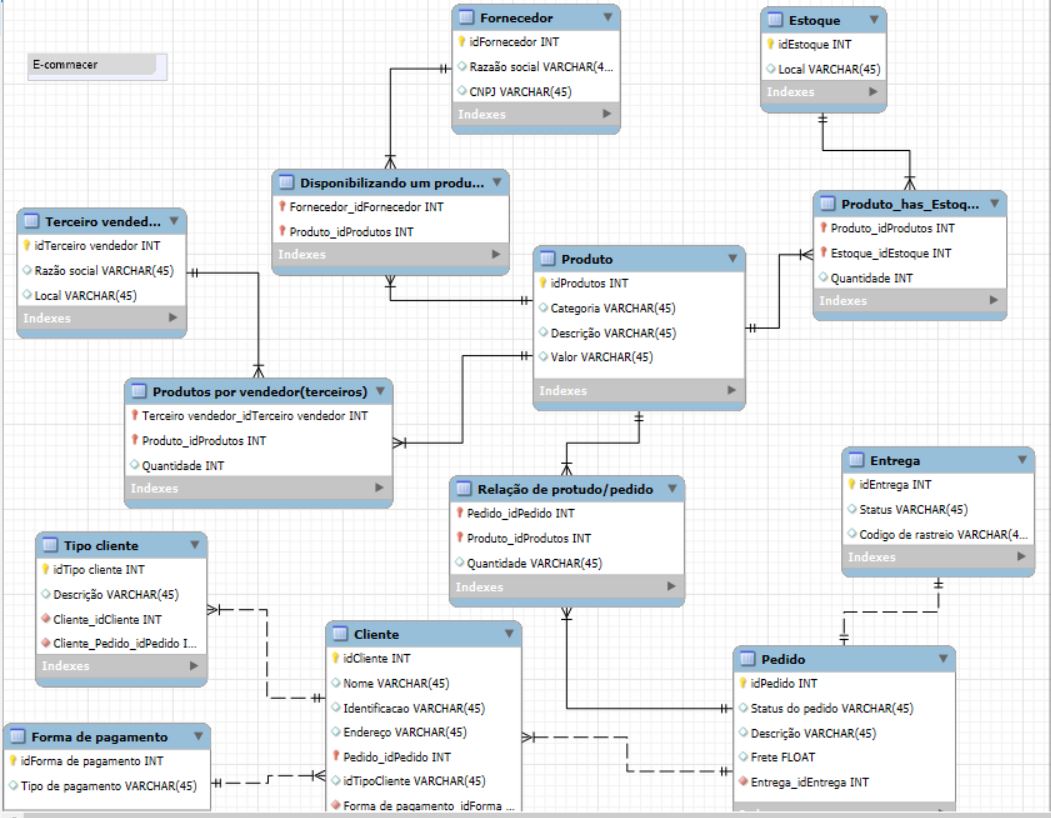 E-commacer
Fornecedor
idFornecedor INT
Razaão social VARCHAR(4...
CNPJ VARCHAR(45)
Indexes
Estoque
idEstoque INT
Local VARCHAR(45)
Indexes
Disponibilizando um produ...
Fornecedor_idFornecedor INT
Produto_idProdutos INT
Indexes
Terceiro vended...
idTerceiro vendedor INT
Razão social VARCHAR(45)
Local VARCHAR(45)
Indexes
Produto_has_Estoq...
Produto_idProdutos INT
Estoque_idEstoque INT
Quantidade INT
Indexes
Produto
idProdutos INT
Categoria VARCHAR(45)
Descrição VARCHAR(45)
Valor VARCHAR(45)
Indexes
Produtos por vendedor(terceiros)
Terceiro vendedor_idTerceiro vendedor INT
Produto_idProdutos INT
Quantidade INT
Indexes
Relação de protudo/pedido
Pedido_idPedido INT
Produto_idProdutos INT
Quantidade VARCHAR(45)
Indexes
Entrega
idEntrega INT
Status VARCHAR(45)
Codigo de rastreio VARCHAR(4...
Indexes
Tipo cliente
idTipo cliente INT
Descrição VARCHAR(45)
Cliente_idCliente INT
Cliente_Pedido_idPedido I...
Indexes
Cliente
idCliente INT
Nome VARCHAR(45)
Identificacao VARCHAR(45)
Endereço VARCHAR(45)
Pedido_idPedido INT
idTipoCliente VARCHAR(45)
Forma de pagamento_idForma ...
Pedido
idPedido INT
Status do pedido VARCHAR(45)
Descrição VARCHAR(45)
Frete FLOAT
Entrega_idEntrega INT
Forma de pagamento
idForma de pagamento INT
Tipo de pagamento VARCHAR(45)